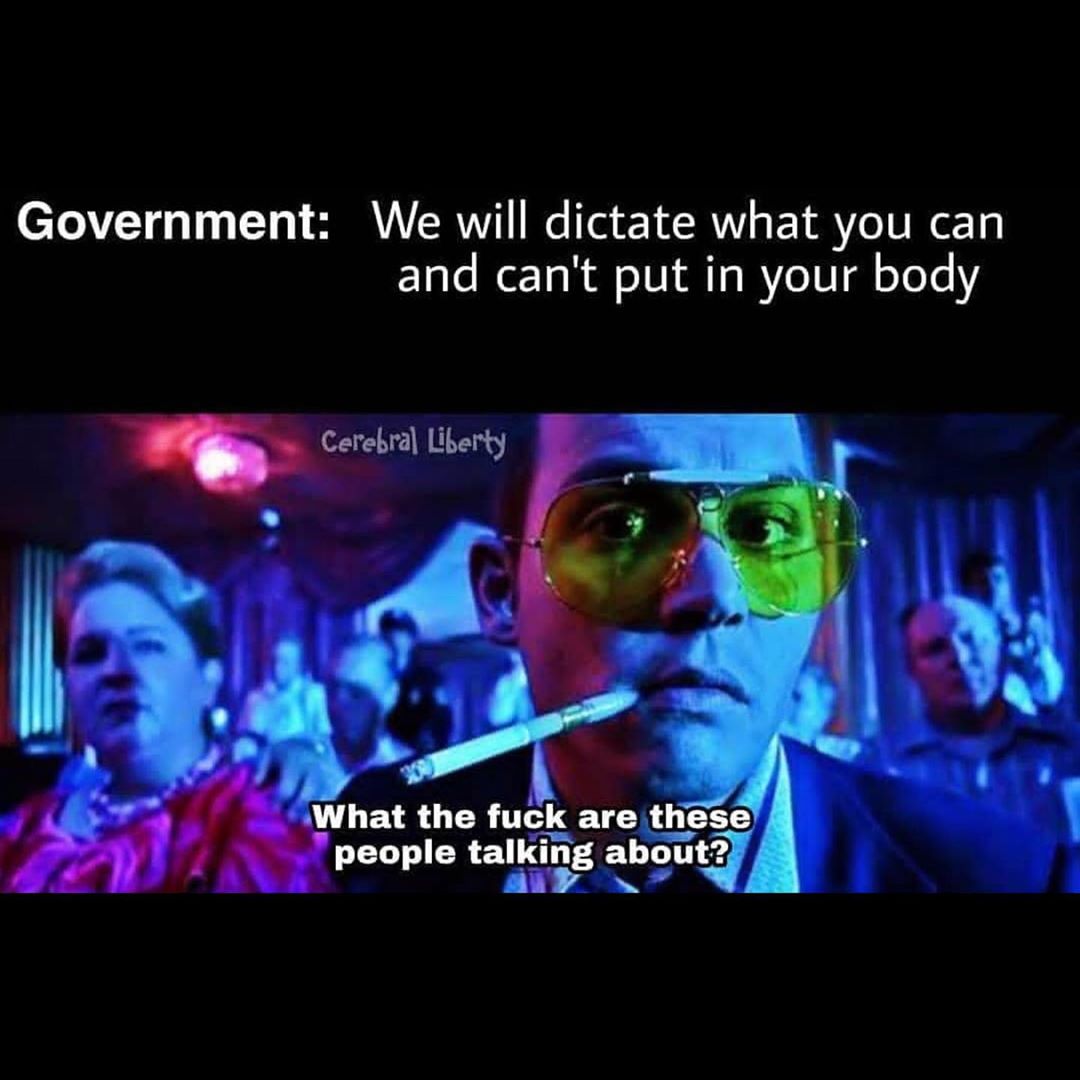 Government: We will dictate what you can
and can't put in your body
Cerebral Liberty
What the fuck are these
people talking about?